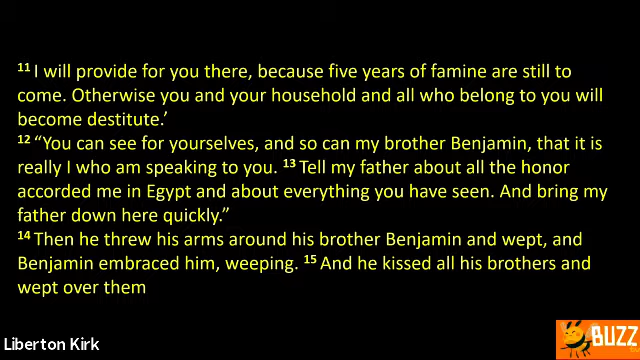 11 I will provide for you there, because five years of famine are still to
come. Otherwise you and your household and all who belong to you will
become destitute.’
12 “You can see for yourselves, and so can my brother Benjamin, that it is
really I who am speaking to you. 13 Tell my father about all the honor
accorded me in Egypt and about everything you have seen. And bring my
father down here quickly.”
14 Then he threw his arms around his brother Benjamin and wept, and
Benjamin embraced him, weeping. 15 And he kissed all his brothers and
wept over them
Liberton Kirk
BUZZ